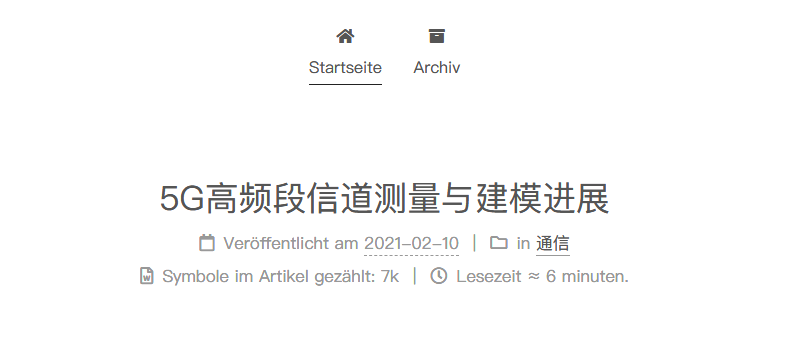 Startseite Archiv
5G高频段信道测量与建模进展
Veröffentlicht am 2021-02-10 | in 通信
Symbole im Artikel gezählt: 7k | Lesezeit ≈ 6 minuten.